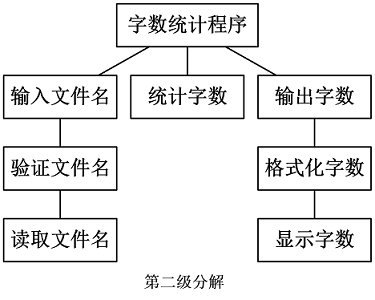 字数统计程序
输入文件名
统计字数
输出字数
验证文件名
格式化字数
读取文件名
显示字数
第二级分解